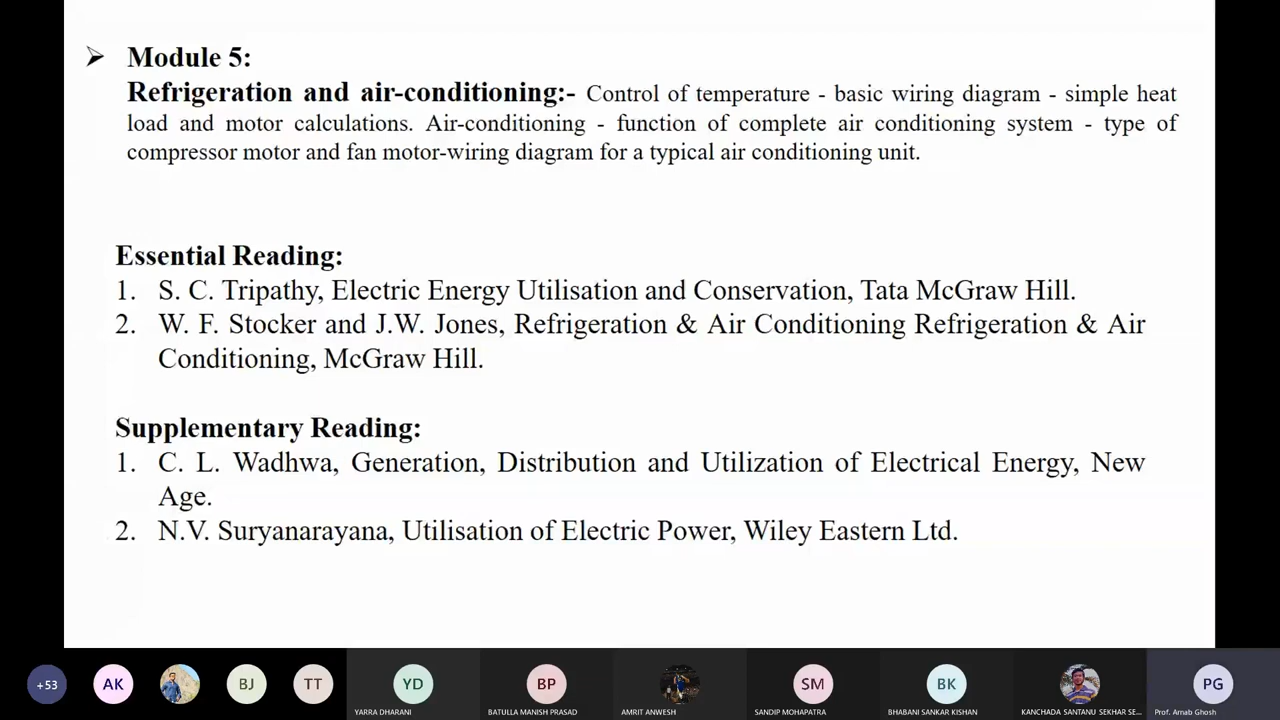 Module 5:
Refrigeration and air-conditioning:- Control of temperature - basic wiring diagram - simple heat
load and motor calculations. Air-conditioning - function of complete air conditioning system - type of
compressor motor and fan motor-wiring diagram for a typical air conditioning unit.
Essential Reading:
1. S. C. Tripathy, Electric Energy Utilisation and Conservation, Tata McGraw Hill.
2. W. F. Stocker and J.W. Jones, Refrigeration & Air Conditioning Refrigeration & Air
Conditioning, McGraw Hill.
Supplementary Reading:
1. C. L. Wadhwa, Generation, Distribution and Utilization of Electrical Energy, New
Age.
2. N.V. Suryanarayana, Utilisation of Electric Power, Wiley Eastern Ltd.
+53 AK BJ TT YD BP SM BK PG
YARRA DHARANI BATULLA MANISH PRASAD AMRIT ANWESH SANDIP MOHAPATRA BHABANI SANKAR KISHAN KANCHADA SANTANU SEKHAR SE... Prof. Arnab Ghosh